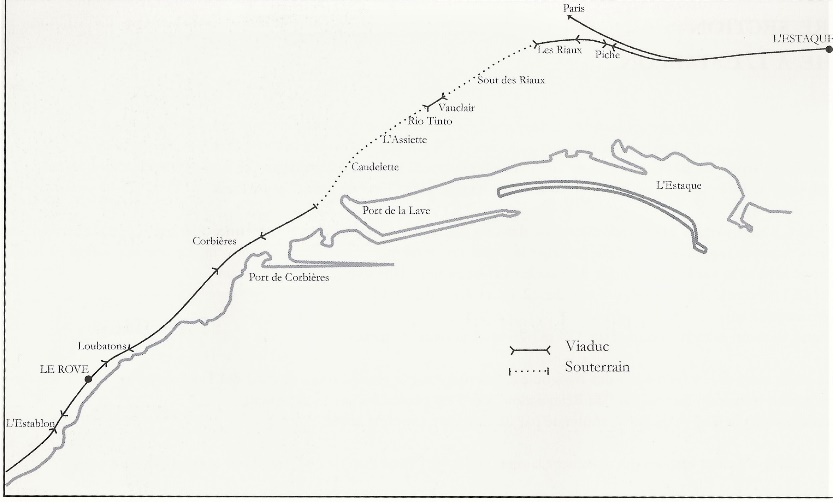 Paris
L'ESTAQUE
Les Riaux
Piche
Sout des Riaux
Vauclair
Rio Tinto
L'Assiette
Caudelette
L'Estaque
Port de la Lave
Corbières
Port de Corbières
Loubatons
Viaduc
LE ROVE
Souterrain
L'Establon